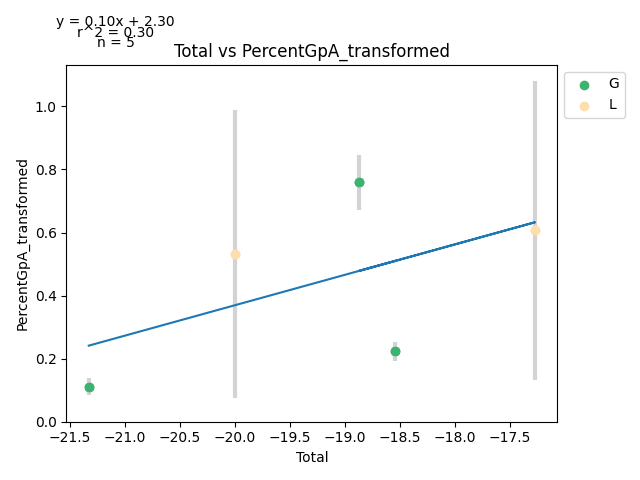 y = 0.10x + 2.30
r^2 = 0.30
n = 5
Total vs PercentGpA_transformed
G
L
PercentGpA_transformed
1.0
0.8
0.6
0.4
0.2
0.0
−21.5 −21.0 −20.5 −20.0 −19.5 −19.0 −18.5 −18.0 −17.5
Total